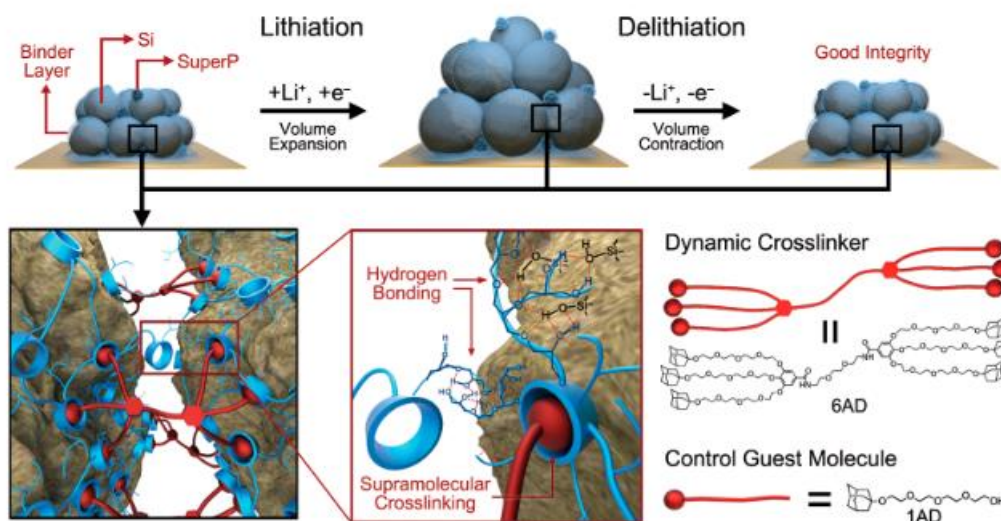 Lithiation
Delithiation
Si
Binder
Layer
SuperP
Good Integrity
+Li⁺, +e⁻
Volume
Expansion
-Li⁺, -e⁻
Volume
Contraction
Hydrogen
Bonding
Supramolecular
Crosslinking
Dynamic Crosslinker
6AD
Control Guest Molecule
1AD